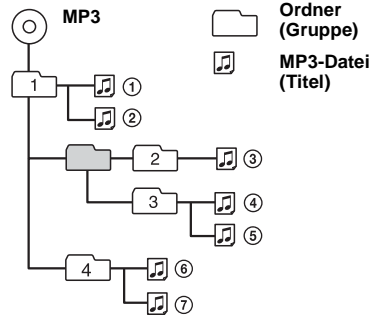 MP3
Ordner
(Gruppe)
MP3-Datei
(Titel)
1
①
②
2
③
3
④
⑤
4
⑥
⑦